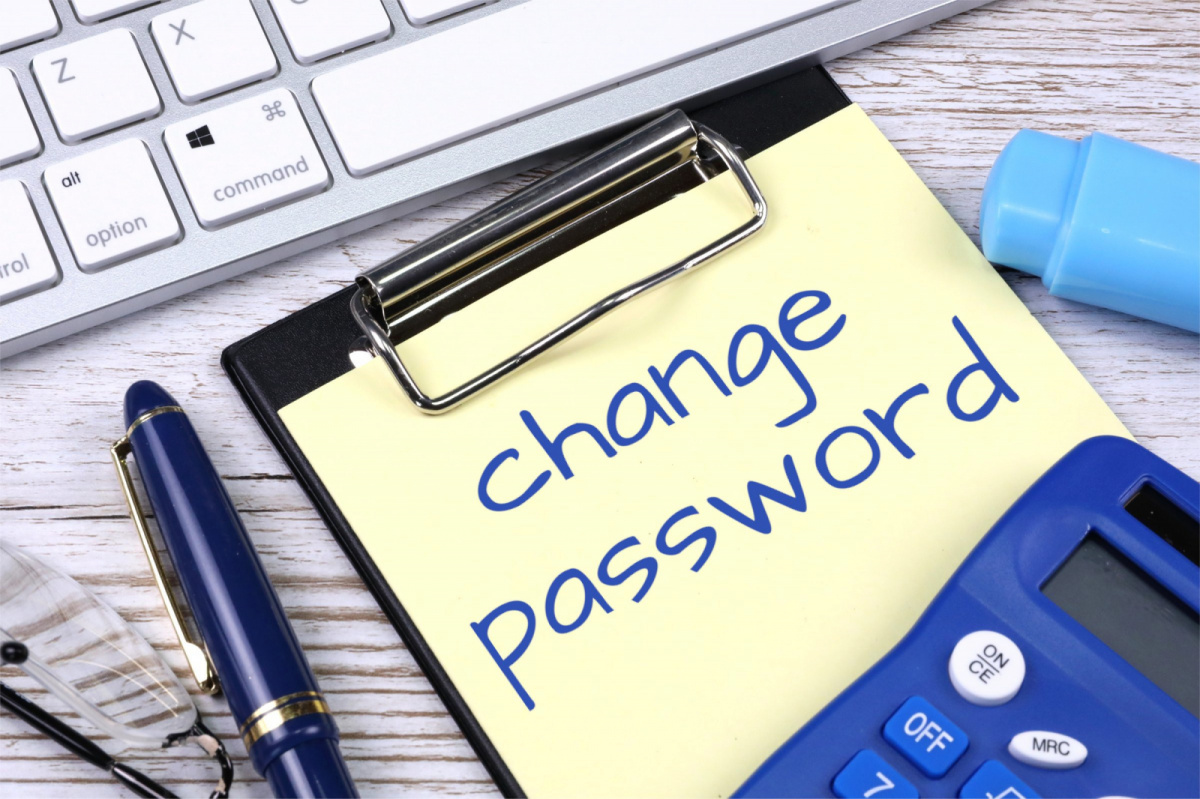 Z
X
⌘
command
alt
option
change
password
ON
CE
OFF
MRC
7